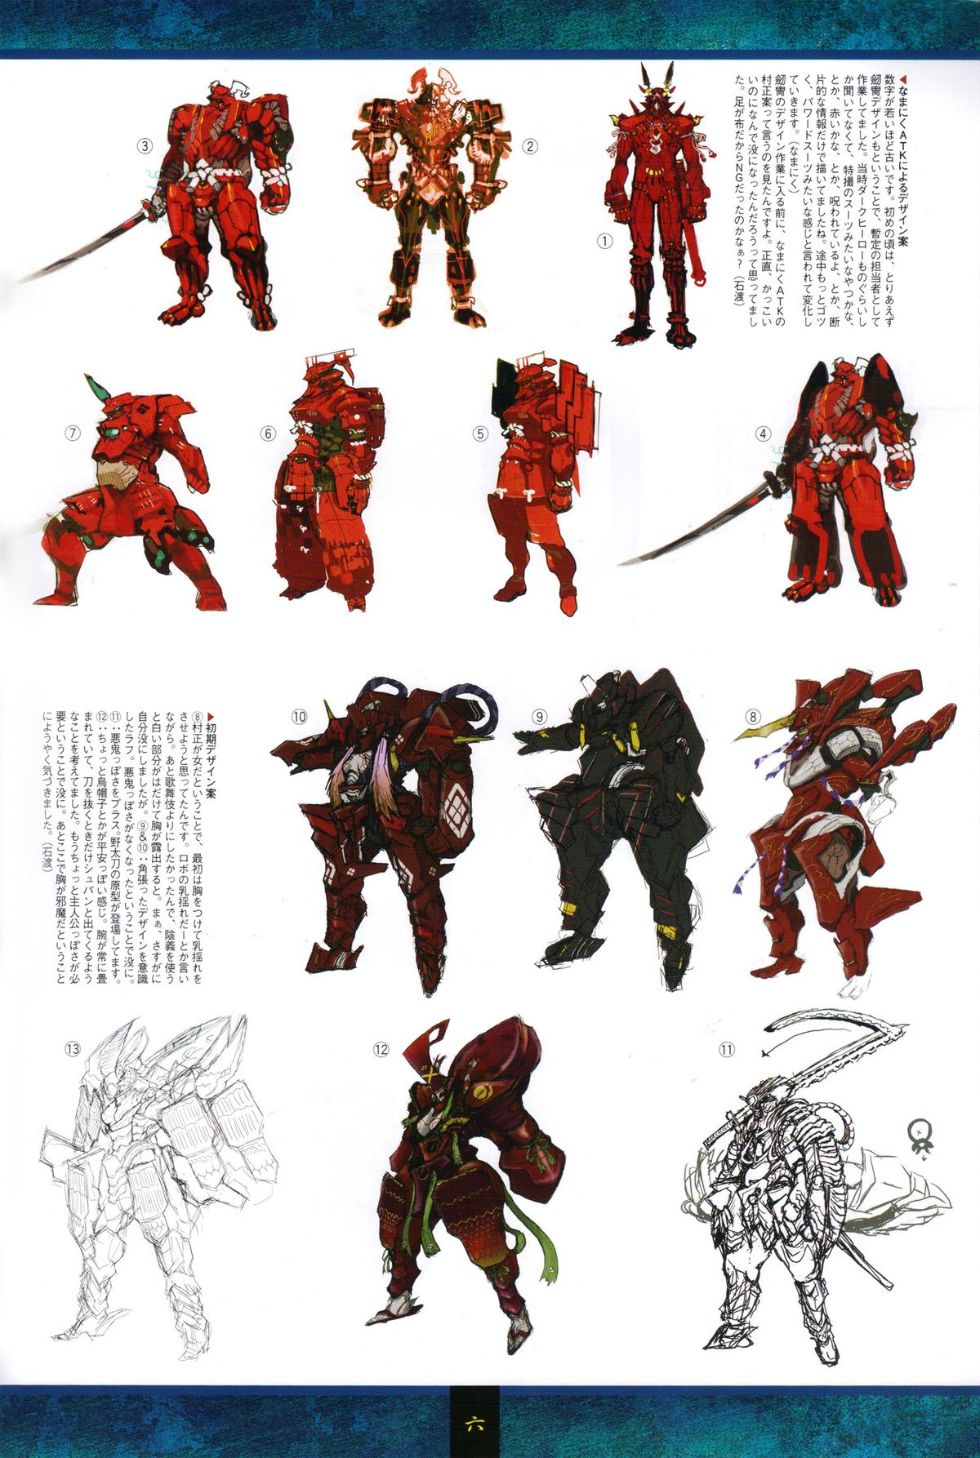 ◀なまにくATKによるデザイン案
数字が若いほど古いです。初めの頃は、とりあえず
劔冑デザインもということで、暫定の担当者として
作業してました。当時ダークヒーローものぐらいし
か聞いてなくて、特撮のスーツみたいなやつかな、
とか、赤いかな、とか、呪われているよ、とか、断
片的な情報だけで描いてましたね。途中もっとゴツ
く、パワードスーツみたいな感じと言われて変化し
ていきます。（なまにく）
劔冑のデザイン作業に入る前に、なまにくATKの
村正案って言うのを見たんですよ。正直、かっこい
いのになんで没になったんだろうって思ってまし
た。足が布だからNGだったのかなぁ？（石渡）
③
②
①
⑦
⑥
⑤
④
▶初期デザイン案
⑧村正が女だということで、最初は胸をつけて乳揺れを
させようと思ってたんです。ロボの乳揺れだーとか言い
ながら。あと歌舞伎よりにしたかったんで、陰義を使う
と白い部分がはだけて胸が露出すると。まぁ、さすがに
自分没にしましたが。⑨&⑩：角張ったデザインを意識
したラフ。悪鬼っぽさがなくなったということで没に。
⑪：悪鬼っぽさをプラス。野太刀の原型が登場してます。
⑫：ちょっと烏帽子とかが平安っぽい感じ。腕が常に畳
まれていて、刀を抜くときだけシュパンと出てくるよう
なことを考えてました。もうちょっと主人公っぽさが必
要ということで没に。あとここで胸が邪魔だということ
にようやく気づきました。（石渡）
⑩
⑨
⑧
⑬
⑫
⑪
六